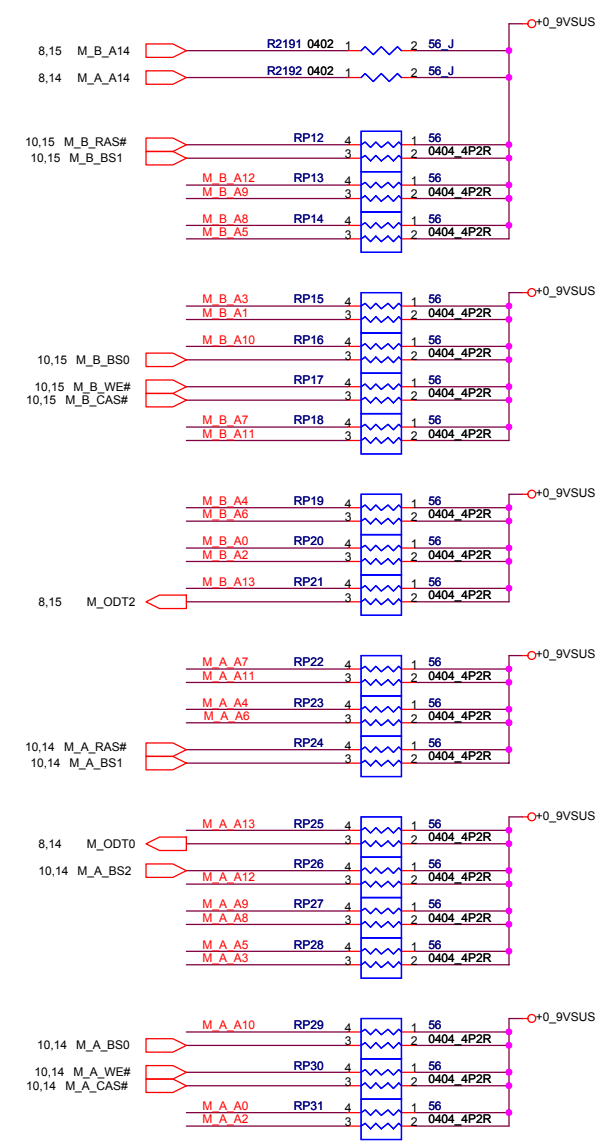 +0_9VSUS
8,15 M_B_A14 R2191 0402 1 2 56_J
8,14 M_A_A14 R2192 0402 1 2 56_J
10,15 M_B_RAS# RP12 4 1 56
10,15 M_B_BS1 3 2 0404_4P2R
M_B_A12 RP13 4 1 56
M_B_A9 3 2 0404_4P2R
M_B_A8 RP14 4 1 56
M_B_A5 3 2 0404_4P2R
+0_9VSUS
M_B_A3 RP15 4 1 56
M_B_A1 3 2 0404_4P2R
M_B_A10 RP16 4 1 56
10,15 M_B_BS0 3 2 0404_4P2R
10,15 M_B_WE# RP17 4 1 56
10,15 M_B_CAS# 3 2 0404_4P2R
M_B_A7 RP18 4 1 56
M_B_A11 3 2 0404_4P2R
+0_9VSUS
M_B_A4 RP19 4 1 56
M_B_A6 3 2 0404_4P2R
M_B_A0 RP20 4 1 56
M_B_A2 3 2 0404_4P2R
M_B_A13 RP21 4 1 56
8,15 M_ODT2 3 2 0404_4P2R
+0_9VSUS
M_A_A7 RP22 4 1 56
M_A_A11 3 2 0404_4P2R
M_A_A4 RP23 4 1 56
M_A_A6 3 2 0404_4P2R
10,14 M_A_RAS# RP24 4 1 56
10,14 M_A_BS1 3 2 0404_4P2R
+0_9VSUS
M_A_A13 RP25 4 1 56
8,14 M_ODT0 3 2 0404_4P2R
10,14 M_A_BS2 RP26 4 1 56
M_A_A12 3 2 0404_4P2R
M_A_A9 RP27 4 1 56
M_A_A8 3 2 0404_4P2R
M_A_A5 RP28 4 1 56
M_A_A3 3 2 0404_4P2R
+0_9VSUS
M_A_A10 RP29 4 1 56
10,14 M_A_BS0 3 2 0404_4P2R
10,14 M_A_WE# RP30 4 1 56
10,14 M_A_CAS# 3 2 0404_4P2R
M_A_A0 RP31 4 1 56
M_A_A2 3 2 0404_4P2R